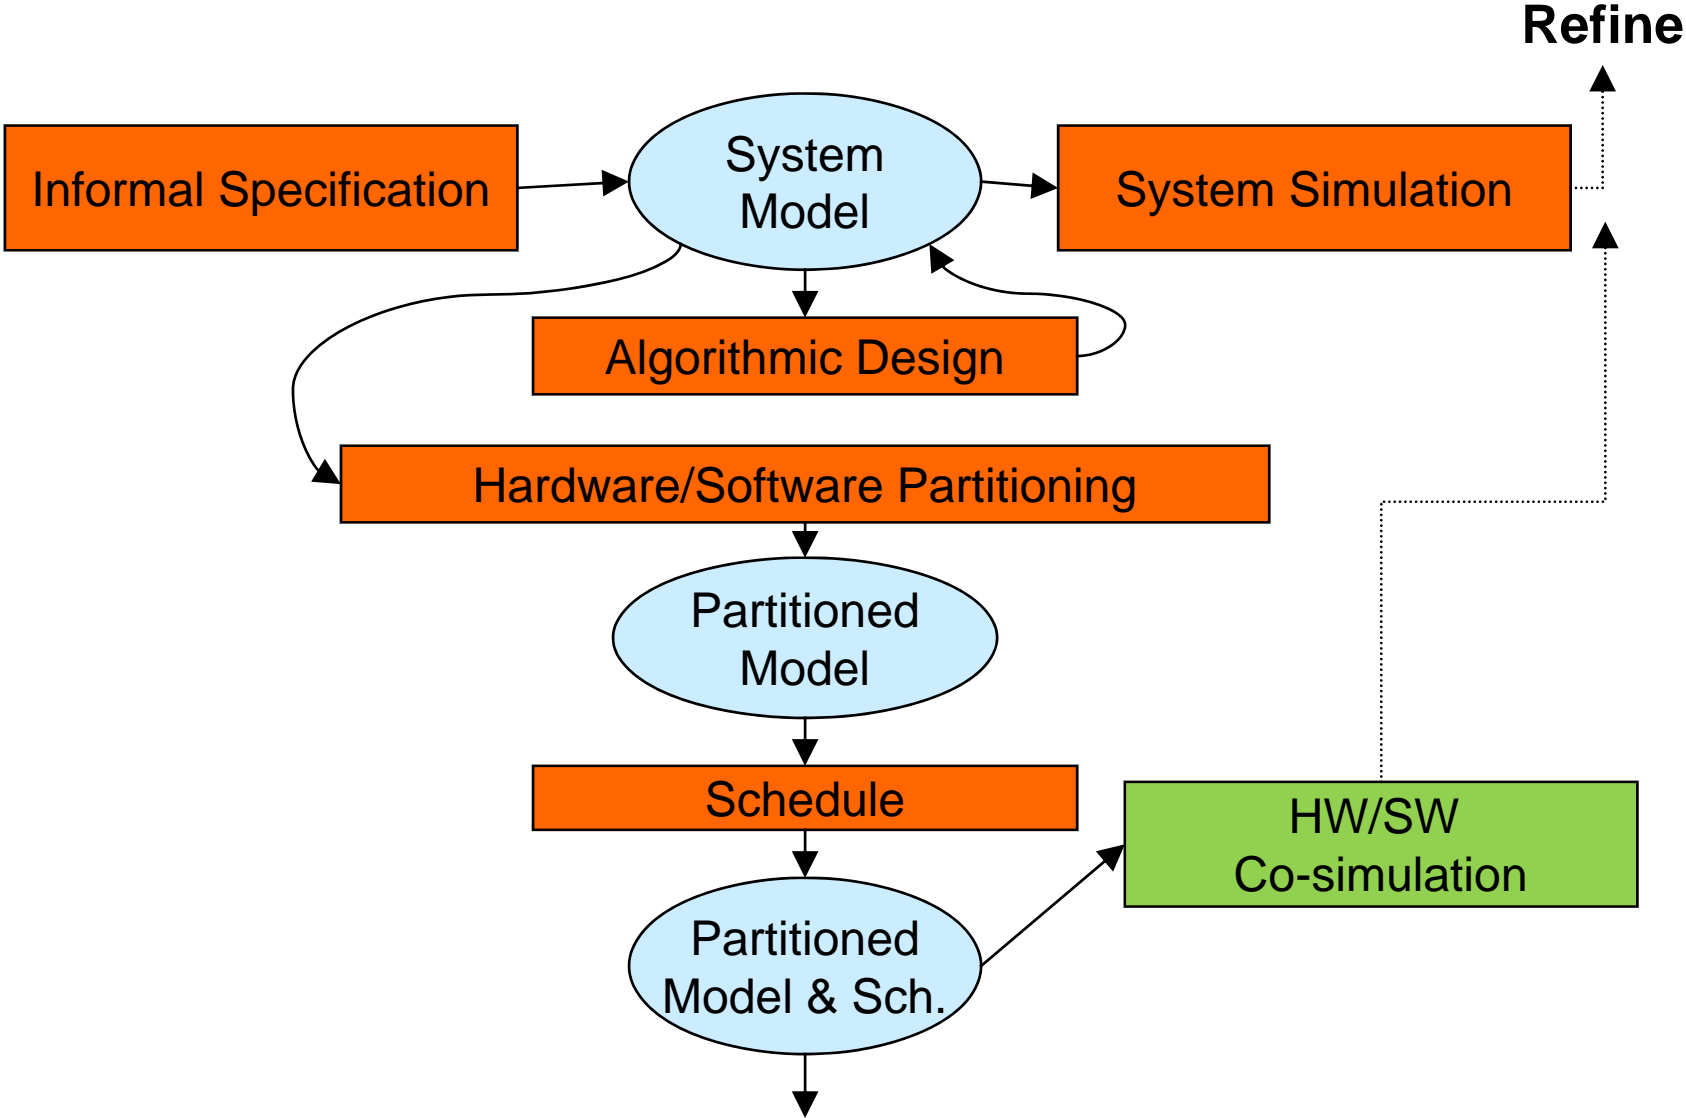 Refine
Informal Specification
System
Model
System Simulation
Algorithmic Design
Hardware/Software Partitioning
Partitioned
Model
Schedule
HW/SW
Co-simulation
Partitioned
Model & Sch.